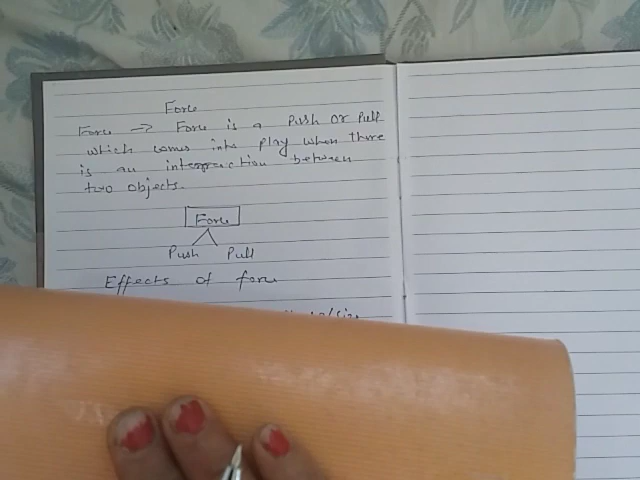 Force
Force → Force is a Push or Pull
which comes into play when there
is an interaction between
two objects.
Force
Push Pull
Effects of force